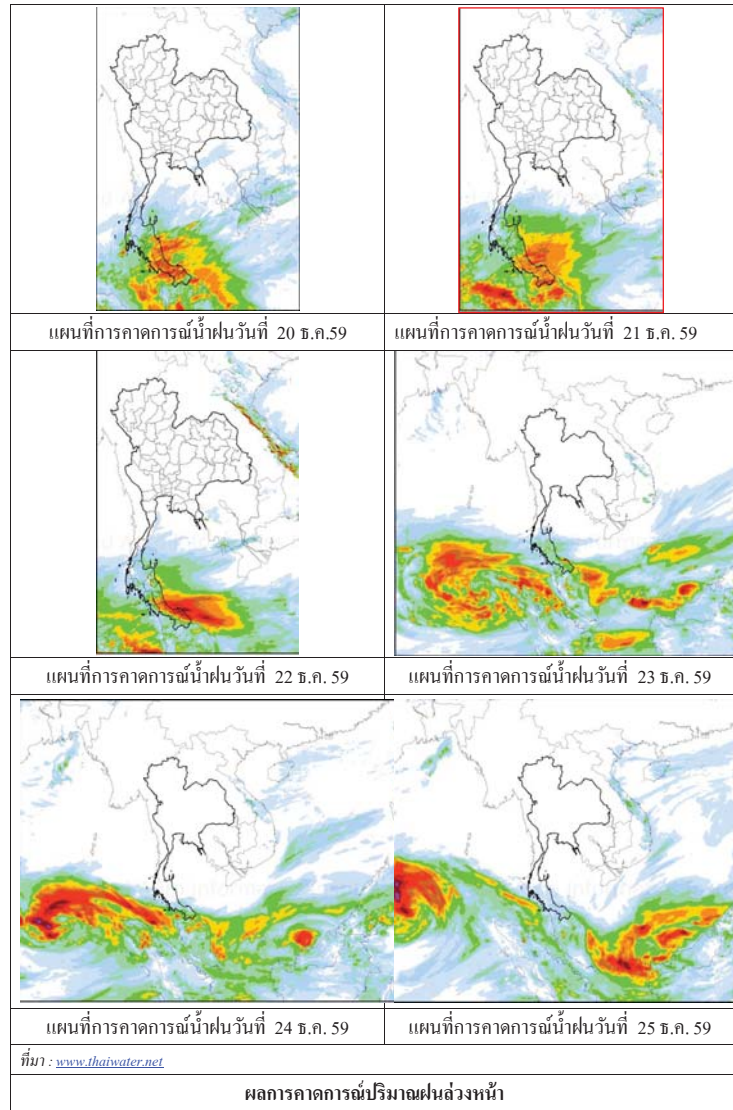 แผนที่การคาดการณ์น้ำฝนวันที่ 20 ธ.ค.59
แผนที่การคาดการณ์น้ำฝนวันที่ 21 ธ.ค. 59
แผนที่การคาดการณ์น้ำฝนวันที่ 22 ธ.ค. 59
แผนที่การคาดการณ์น้ำฝนวันที่ 23 ธ.ค. 59
แผนที่การคาดการณ์น้ำฝนวันที่ 24 ธ.ค. 59
แผนที่การคาดการณ์น้ำฝนวันที่ 25 ธ.ค. 59
ที่มา : www.thaiwater.net
ผลการคาดการณ์ปริมาณฝนล่วงหน้า